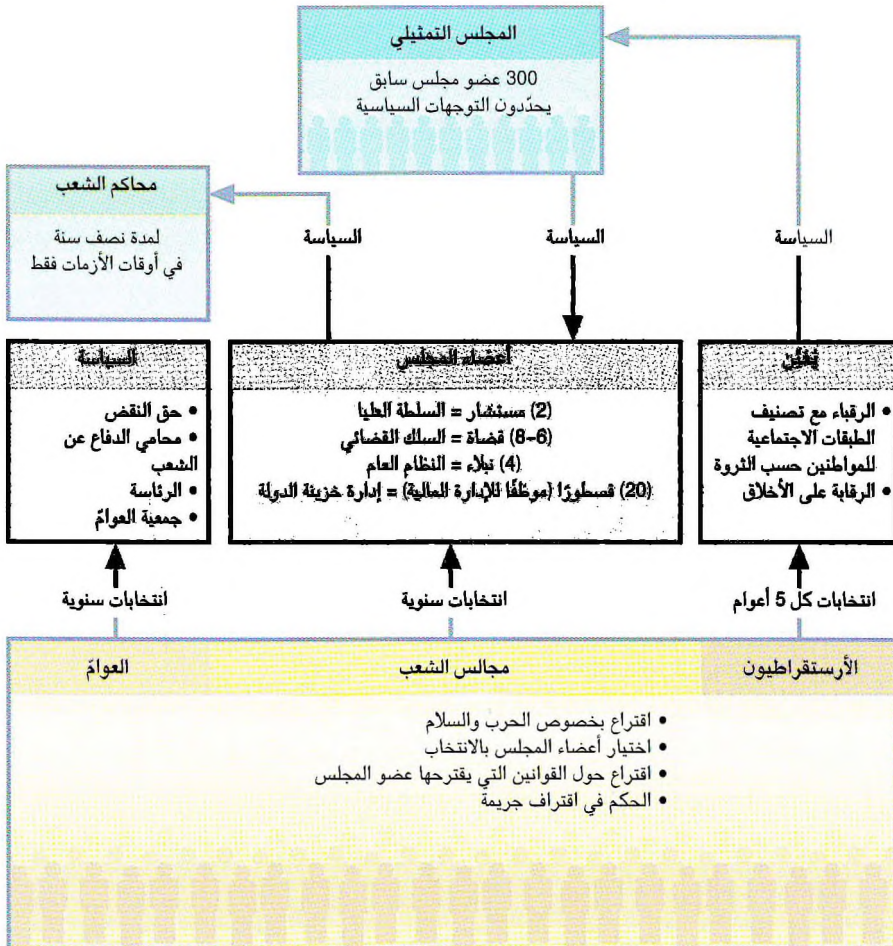 المجلس التمثيلي
300 عضو مجلس سابق
يحدّدون التوجهات السياسية
محاكم الشعب
لمدة نصف سنة
في أوقات الأزمات فقط
السياسة
السياسة
السياسة
يُعَيَّن
• الرقباء مع تصنيف
الطبقات الاجتماعية
للمواطنين حسب الثروة
• الرقابة على الأخلاق
أعضاء المجلس
(2) مستشار = السلطة العليا
(6–8) قضاة = السلك القضائي
(4) نبلاء = النظام العام
(20) قسطورًا (موظفًا للإدارة المالية) = إدارة خزينة الدولة
السياسة
• حق النقض
• محامي الدفاع عن
الشعب
• الرئاسة
• جمعية العوامّ
انتخابات كل 5 أعوام
انتخابات سنوية
انتخابات سنوية
الأرستقراطيون
مجالس الشعب
العوامّ
• اقتراع بخصوص الحرب والسلام
• اختيار أعضاء المجلس بالانتخاب
• اقتراع حول القوانين التي يقترحها عضو المجلس
• الحكم في اقتراف جريمة